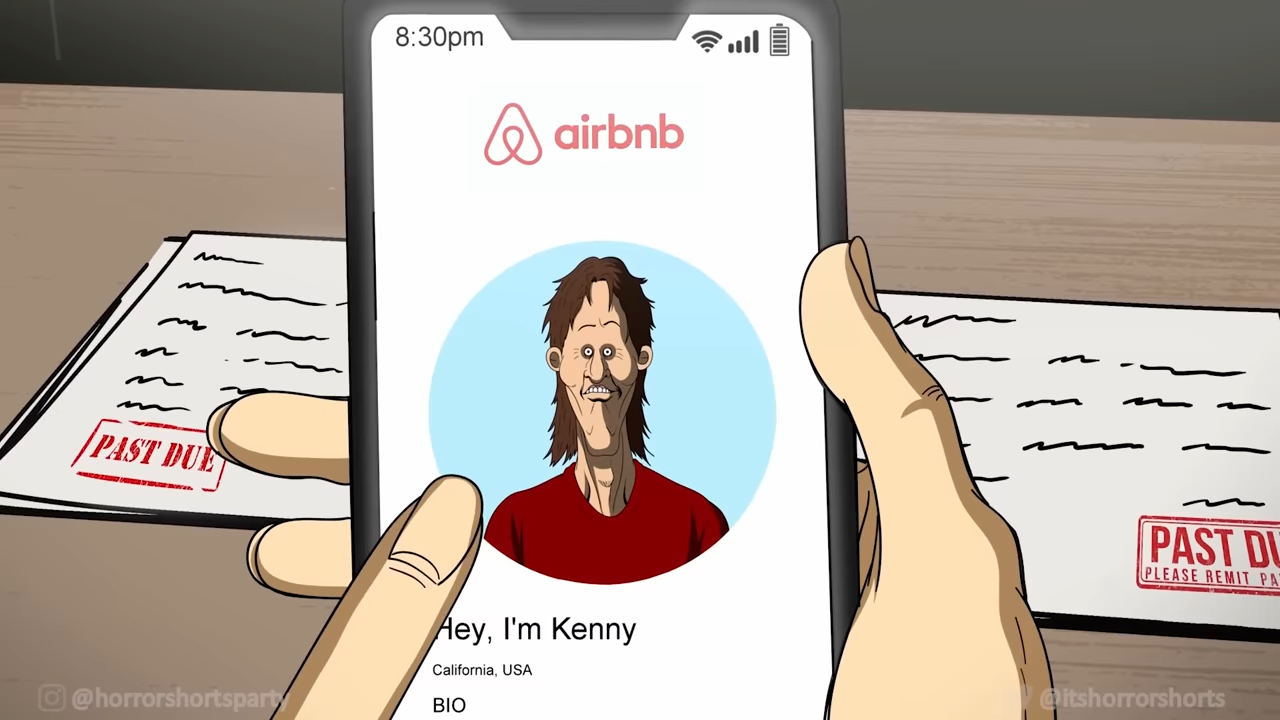 8:30pm
airbnb
PAST DUE
PAST DU
PLEASE REMIT PA
Hey, I'm Kenny
California, USA
BIO
@horrorshortsparty
@itshorrorshorts